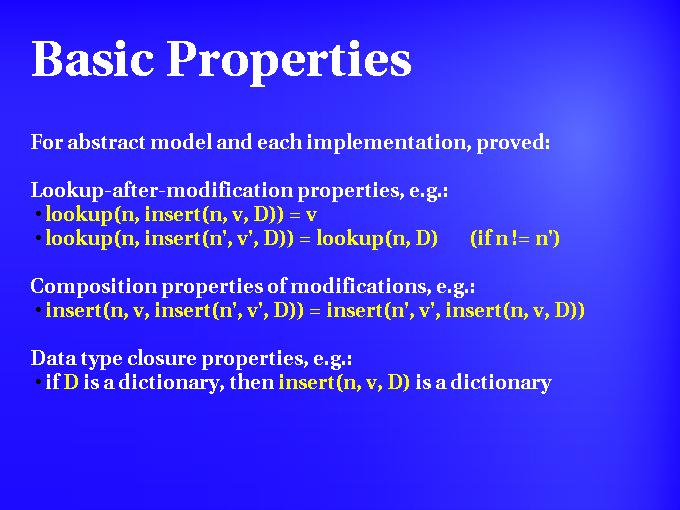 Basic Properties
For abstract model and each implementation, proved:
Lookup-after-modification properties, e.g.:
• lookup(n, insert(n, v, D)) = v
• lookup(n, insert(n', v', D)) = lookup(n, D) (if n != n')
Composition properties of modifications, e.g.:
• insert(n, v, insert(n', v', D)) = insert(n', v', insert(n, v, D))
Data type closure properties, e.g.:
• if D is a dictionary, then insert(n, v, D) is a dictionary